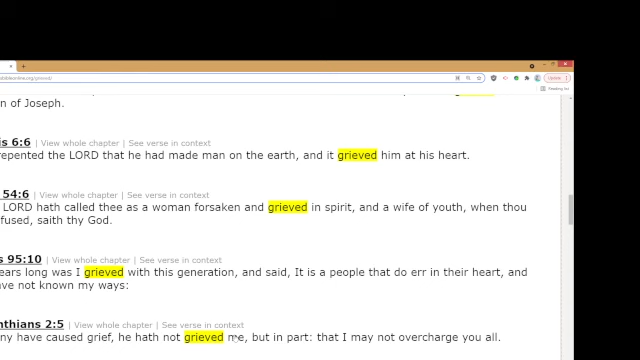 bibleonline.org/grieved/
Update
Reading list
n of Joseph.
is 6:6 | View whole chapter | See verse in context
repented the LORD that he had made man on the earth, and it grieved him at his heart.
54:6 | View whole chapter | See verse in context
LORD hath called thee as a woman forsaken and grieved in spirit, and a wife of youth, when thou
fused, saith thy God.
s 95:10 | View whole chapter | See verse in context
ears long was I grieved with this generation, and said, It is a people that do err in their heart, and
ave not known my ways:
nthians 2:5 | View whole chapter | See verse in context
ny have caused grief, he hath not grieved me, but in part: that I may not overcharge you all.